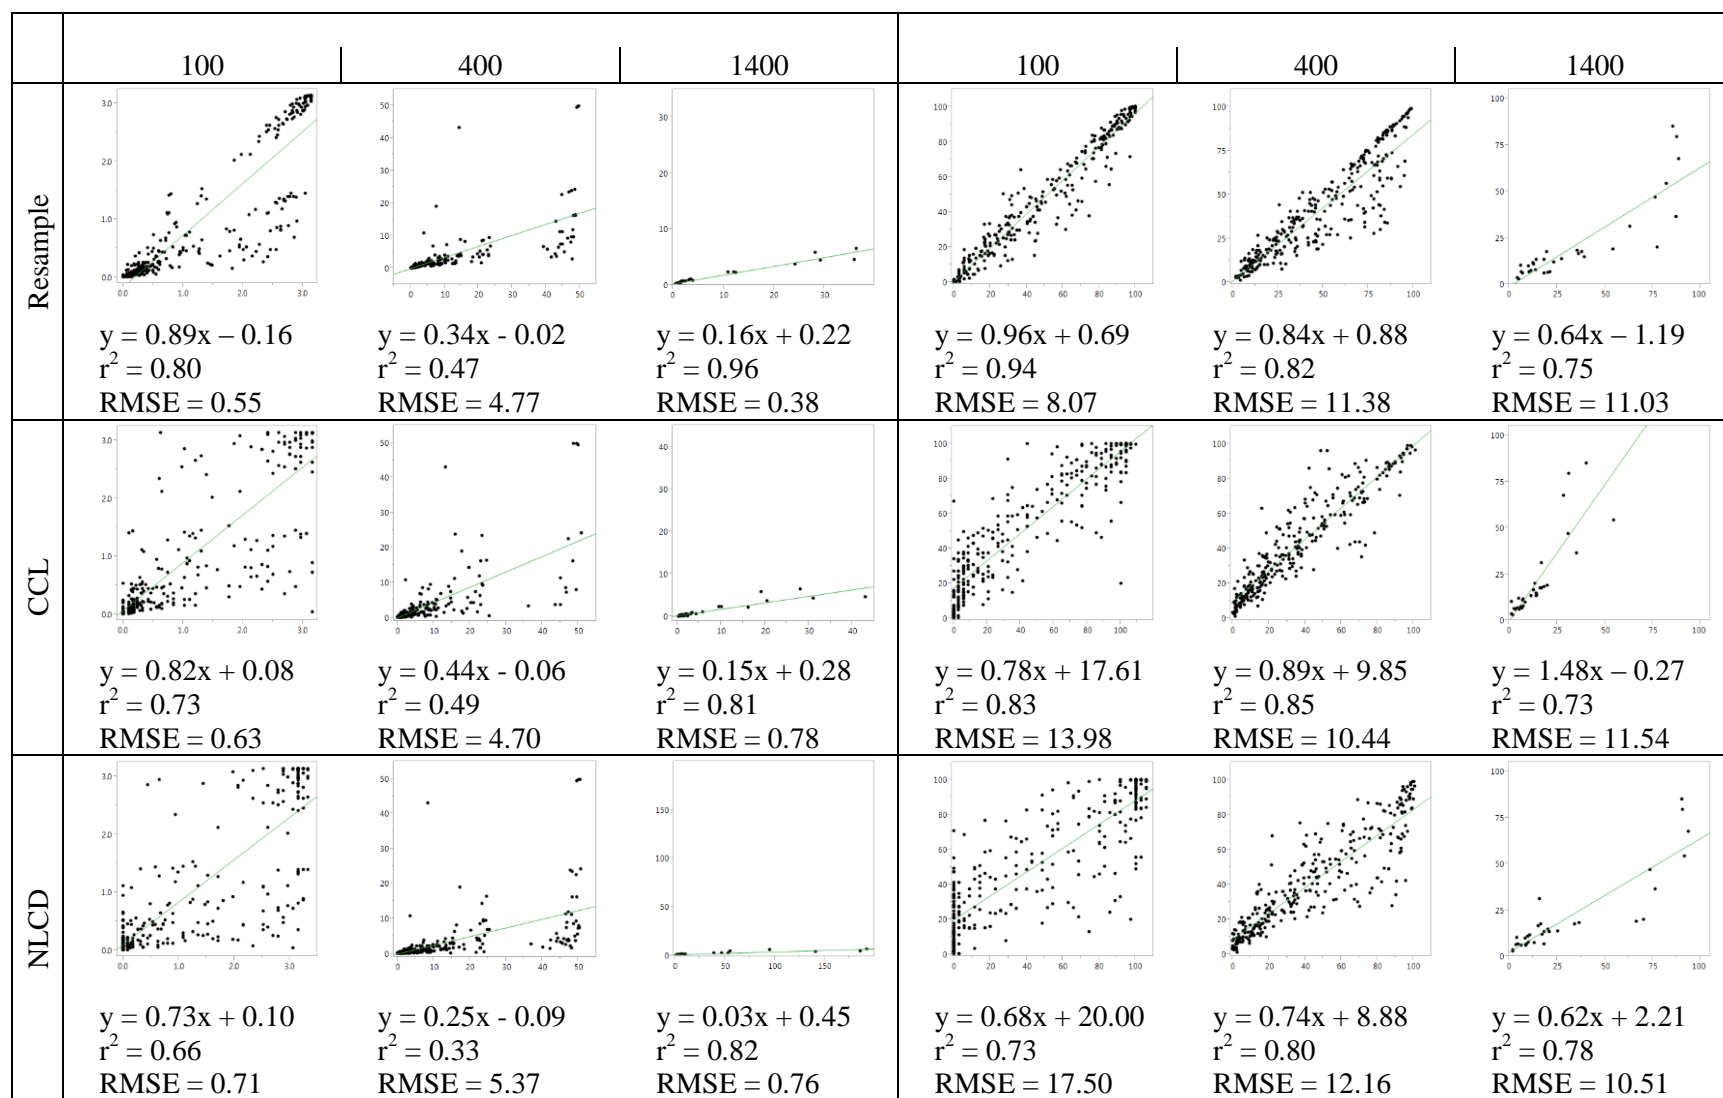 100 400 1400 100 400 1400
Resample
y = 0.89x – 0.16
r² = 0.80
RMSE = 0.55
y = 0.34x - 0.02
r² = 0.47
RMSE = 4.77
y = 0.16x + 0.22
r² = 0.96
RMSE = 0.38
y = 0.96x + 0.69
r² = 0.94
RMSE = 8.07
y = 0.84x + 0.88
r² = 0.82
RMSE = 11.38
y = 0.64x – 1.19
r² = 0.75
RMSE = 11.03
CCL
y = 0.82x + 0.08
r² = 0.73
RMSE = 0.63
y = 0.44x - 0.06
r² = 0.49
RMSE = 4.70
y = 0.15x + 0.28
r² = 0.81
RMSE = 0.78
y = 0.78x + 17.61
r² = 0.83
RMSE = 13.98
y = 0.89x + 9.85
r² = 0.85
RMSE = 10.44
y = 1.48x – 0.27
r² = 0.73
RMSE = 11.54
NLCD
y = 0.73x + 0.10
r² = 0.66
RMSE = 0.71
y = 0.25x - 0.09
r² = 0.33
RMSE = 5.37
y = 0.03x + 0.45
r² = 0.82
RMSE = 0.76
y = 0.68x + 20.00
r² = 0.73
RMSE = 17.50
y = 0.74x + 8.88
r² = 0.80
RMSE = 12.16
y = 0.62x + 2.21
r² = 0.78
RMSE = 10.51